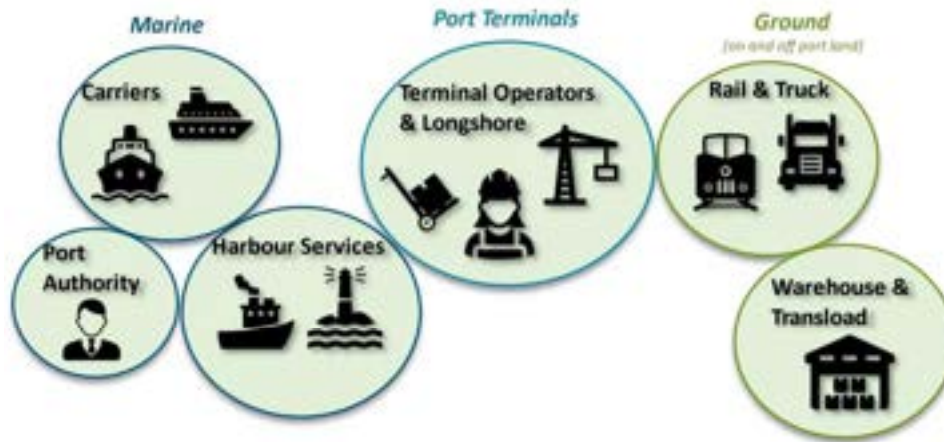 Marine
Port Terminals
Ground
(on and off port land)
Carriers
Terminal Operators
& Longshore
Rail & Truck
Port
Authority
Harbour Services
Warehouse &
Transload